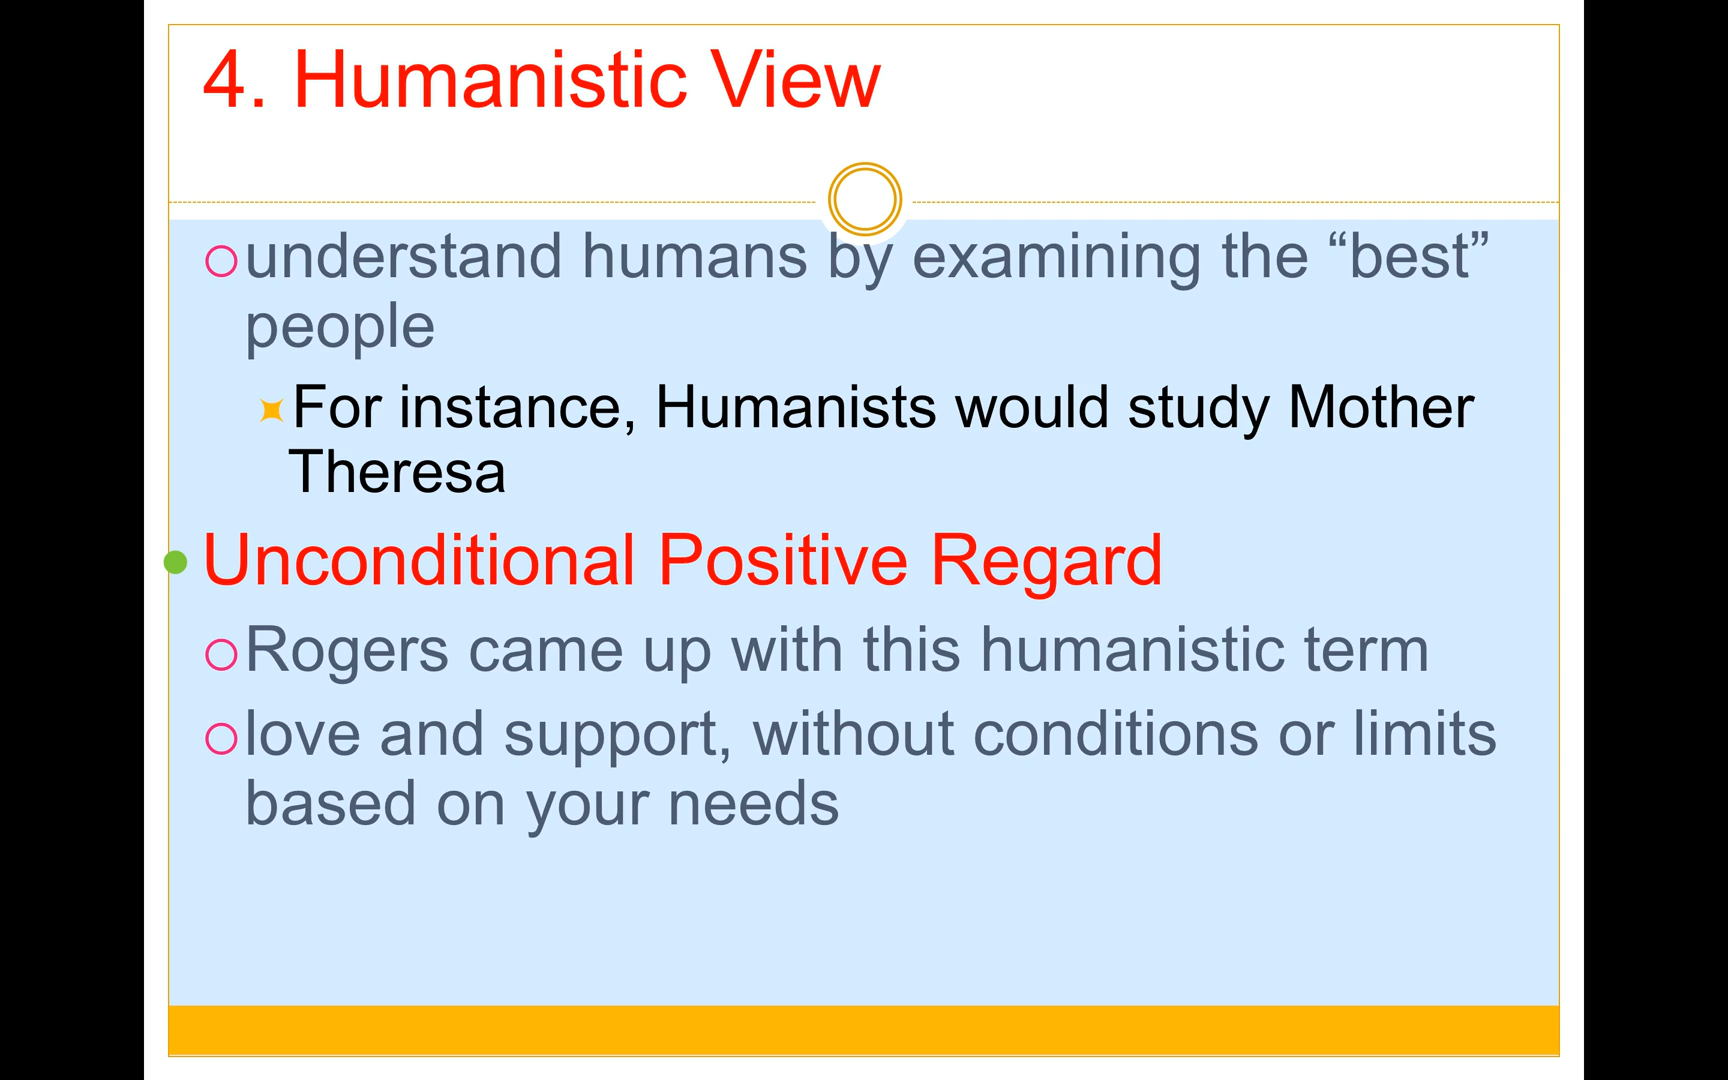 4. Humanistic View
understand humans by examining the “best”
people
For instance, Humanists would study Mother
Theresa
Unconditional Positive Regard
Rogers came up with this humanistic term
love and support, without conditions or limits
based on your needs